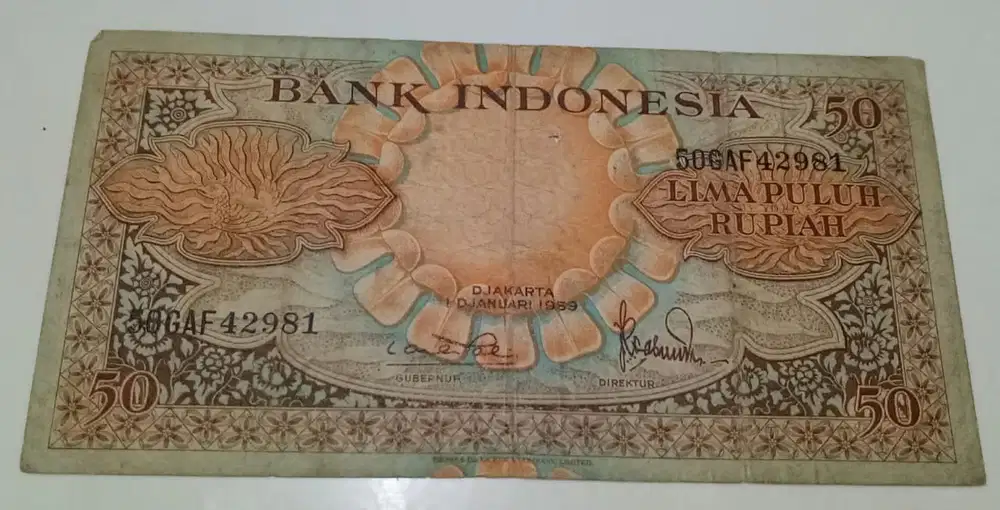 BANK INDONESIA
50
50GAF42981
LIMA PULUH
RUPIAH
DJAKARTA
1 DJANUARI 1959
50GAF42981
GUBERNUR
DIREKTUR
50
50